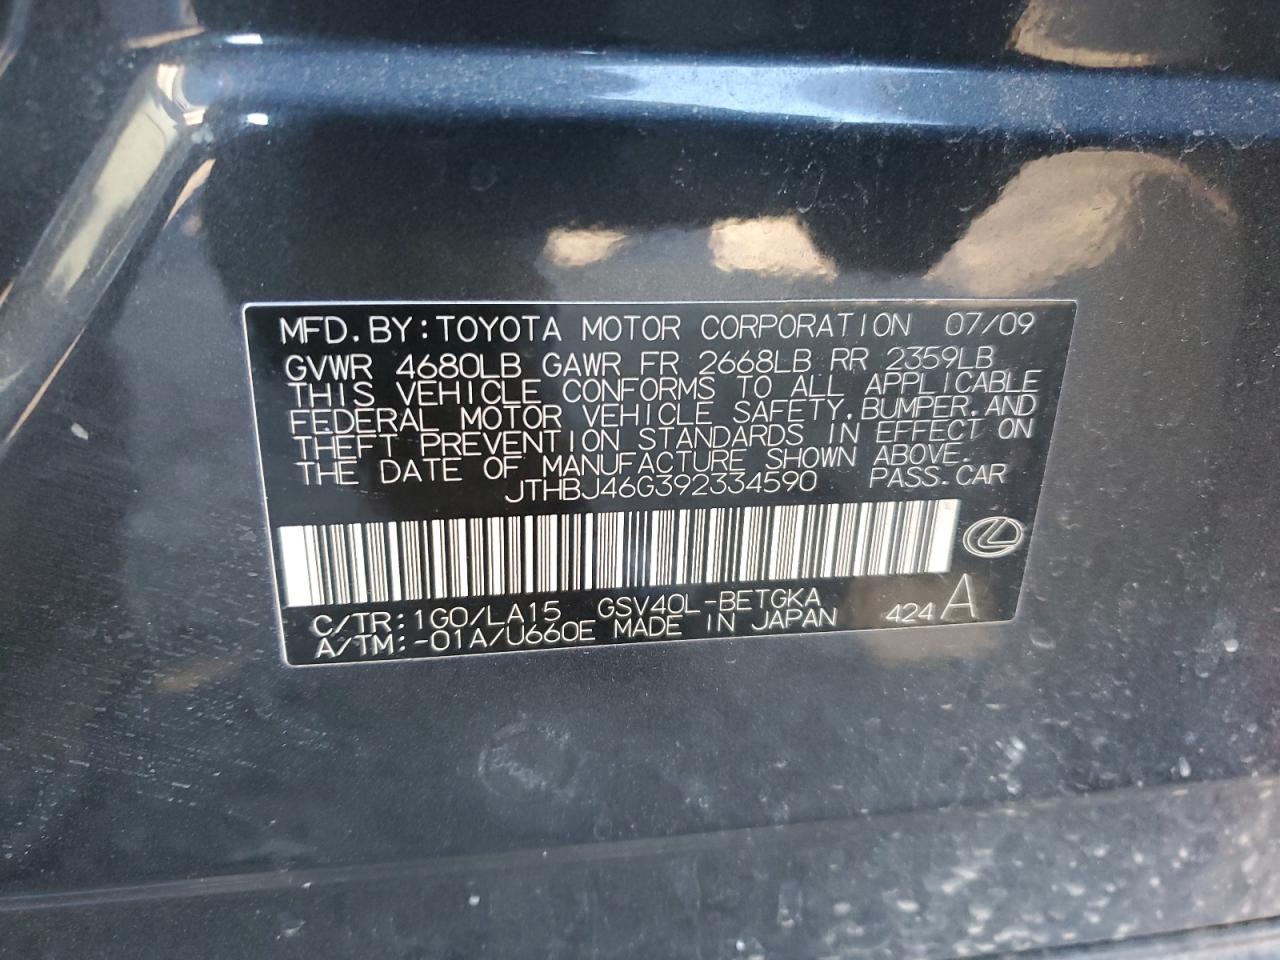 MFD.BY:TOYOTA MOTOR CORPORATION 07/09
GVWR 4680LB GAWR FR 2668LB RR 2359LB
THIS VEHICLE CONFORMS TO ALL APPLICABLE
FEDERAL MOTOR VEHICLE SAFETY,BUMPER,AND
THEFT PREVENTION STANDARDS IN EFFECT ON
THE DATE OF MANUFACTURE SHOWN ABOVE.
JTHBJ46G392334590 PASS.CAR
C/TR:1G0/LA15 GSV40L-BETGKA
A/TM:-01A/U660E MADE IN JAPAN 424 A